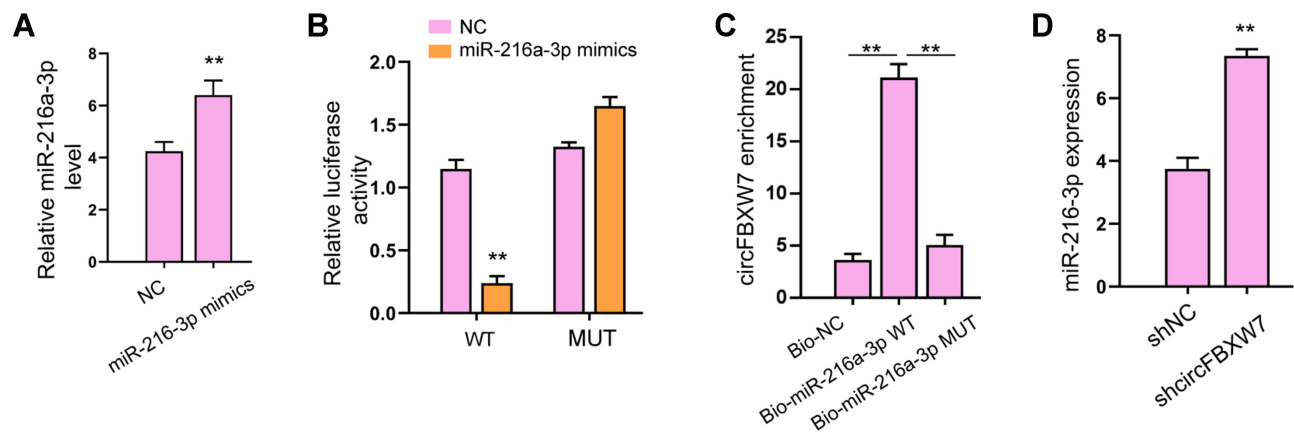 A
Relative miR-216a-3p
level
8
6
4
2
0
**
NC
miR-216-3p mimics
B
NC
miR-216a-3p mimics
Relative luciferase
activity
2.0
1.5
1.0
0.5
0.0
**
WT
MUT
C
circFBXW7 enrichment
25
20
15
10
5
0
**
**
Bio-NC
Bio-miR-216a-3p WT
Bio-miR-216a-3p MUT
D
miR-216-3p expression
8
6
4
2
0
**
shNC
shcircFBXW7